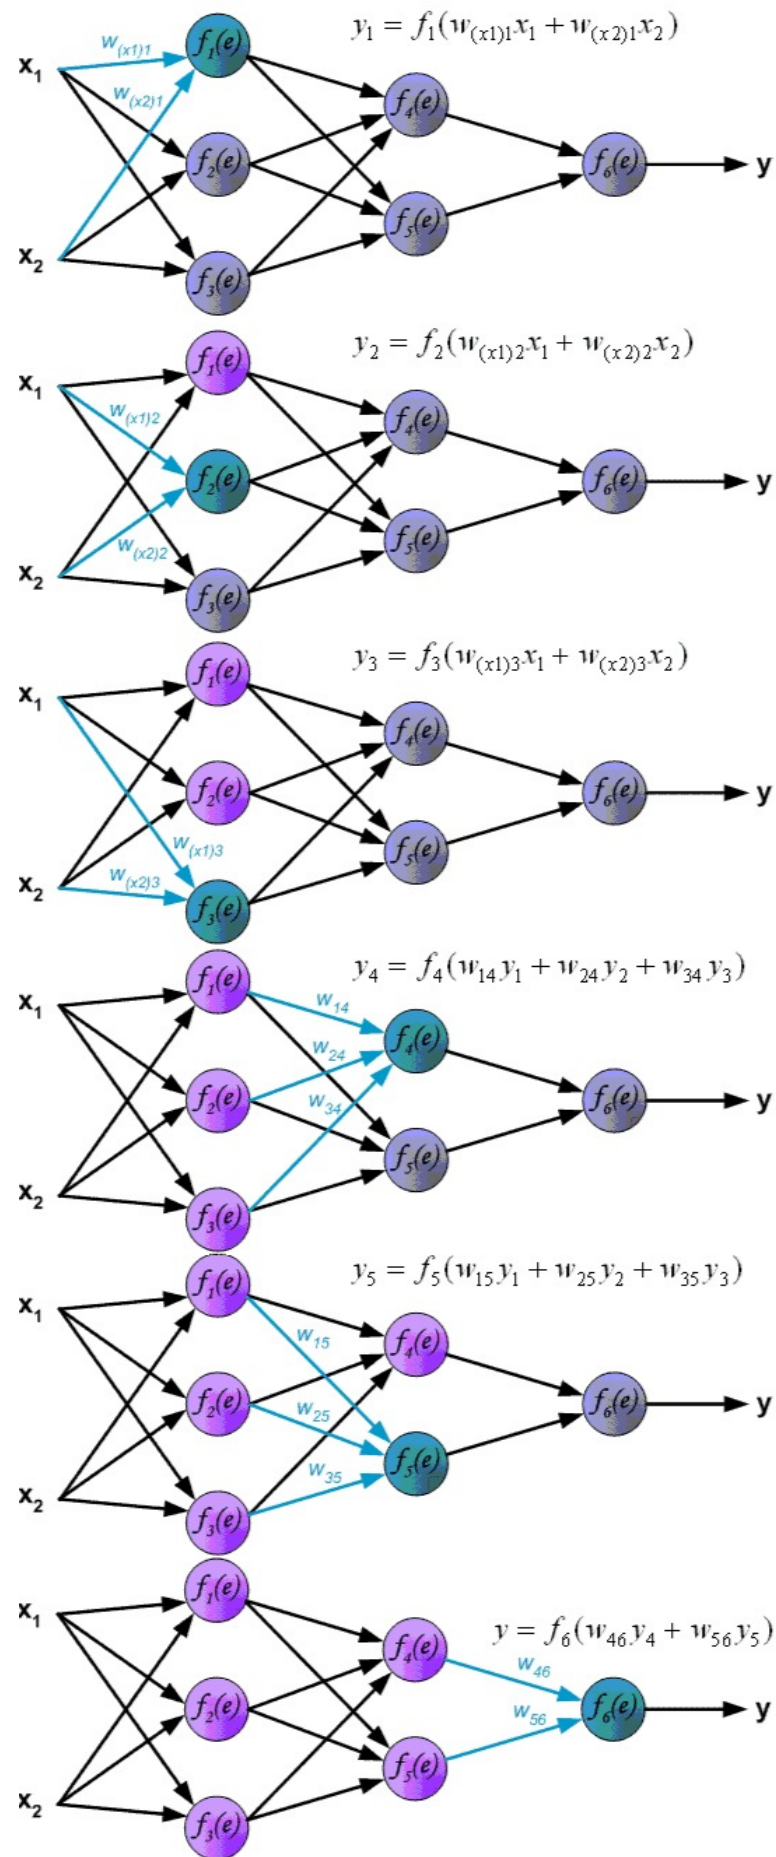 y₁ = f₁(w₍ₓ₁₎₁x₁ + w₍ₓ₂₎₁x₂)
w₍ₓ₁₎₁
f₁(e)
x₁
w₍ₓ₂₎₁
f₄(e)
f₂(e)
f₆(e)
y
f₅(e)
x₂
f₃(e)
y₂ = f₂(w₍ₓ₁₎₂x₁ + w₍ₓ₂₎₂x₂)
f₁(e)
x₁
w₍ₓ₁₎₂
f₄(e)
f₂(e)
f₆(e)
y
w₍ₓ₂₎₂
f₅(e)
x₂
f₃(e)
y₃ = f₃(w₍ₓ₁₎₃x₁ + w₍ₓ₂₎₃x₂)
f₁(e)
x₁
f₄(e)
f₂(e)
f₆(e)
y
w₍ₓ₁₎₃
f₅(e)
x₂
w₍ₓ₂₎₃
f₃(e)
y₄ = f₄(w₁₄y₁ + w₂₄y₂ + w₃₄y₃)
f₁(e)
x₁
w₁₄
f₄(e)
w₂₄
f₂(e)
w₃₄
f₆(e)
y
f₅(e)
x₂
f₃(e)
y₅ = f₅(w₁₅y₁ + w₂₅y₂ + w₃₅y₃)
f₁(e)
x₁
w₁₅
f₄(e)
f₂(e)
w₂₅
f₆(e)
y
f₅(e)
w₃₅
x₂
f₃(e)
f₁(e)
x₁
y = f₆(w₄₆y₄ + w₅₆y₅)
f₄(e)
w₄₆
f₂(e)
w₅₆
f₆(e)
y
f₅(e)
x₂
f₃(e)